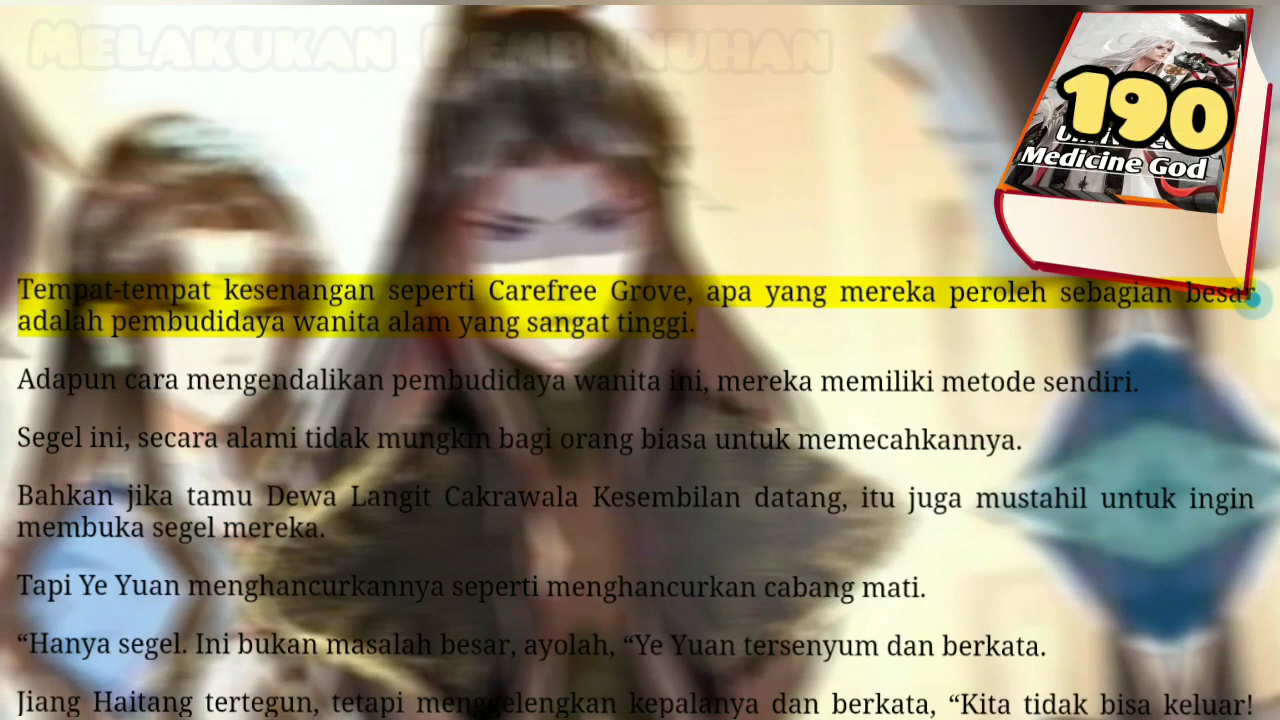 MELAKUKAN PEMBUNUHAN
190
Medicine God
Tempat-tempat kesenangan seperti Carefree Grove, apa yang mereka peroleh sebagian besar
adalah pembudidaya wanita alam yang sangat tinggi.
Adapun cara mengendalikan pembudidaya wanita ini, mereka memiliki metode sendiri.
Segel ini, secara alami tidak mungkin bagi orang biasa untuk memecahkannya.
Bahkan jika tamu Dewa Langit Cakrawala Kesembilan datang, itu juga mustahil untuk ingin
membuka segel mereka.
Tapi Ye Yuan menghancurkannya seperti menghancurkan cabang mati.
“Hanya segel. Ini bukan masalah besar, ayolah, “Ye Yuan tersenyum dan berkata.
Jiang Haitang tertegun, tetapi menggelengkan kepalanya dan berkata, “Kita tidak bisa keluar!